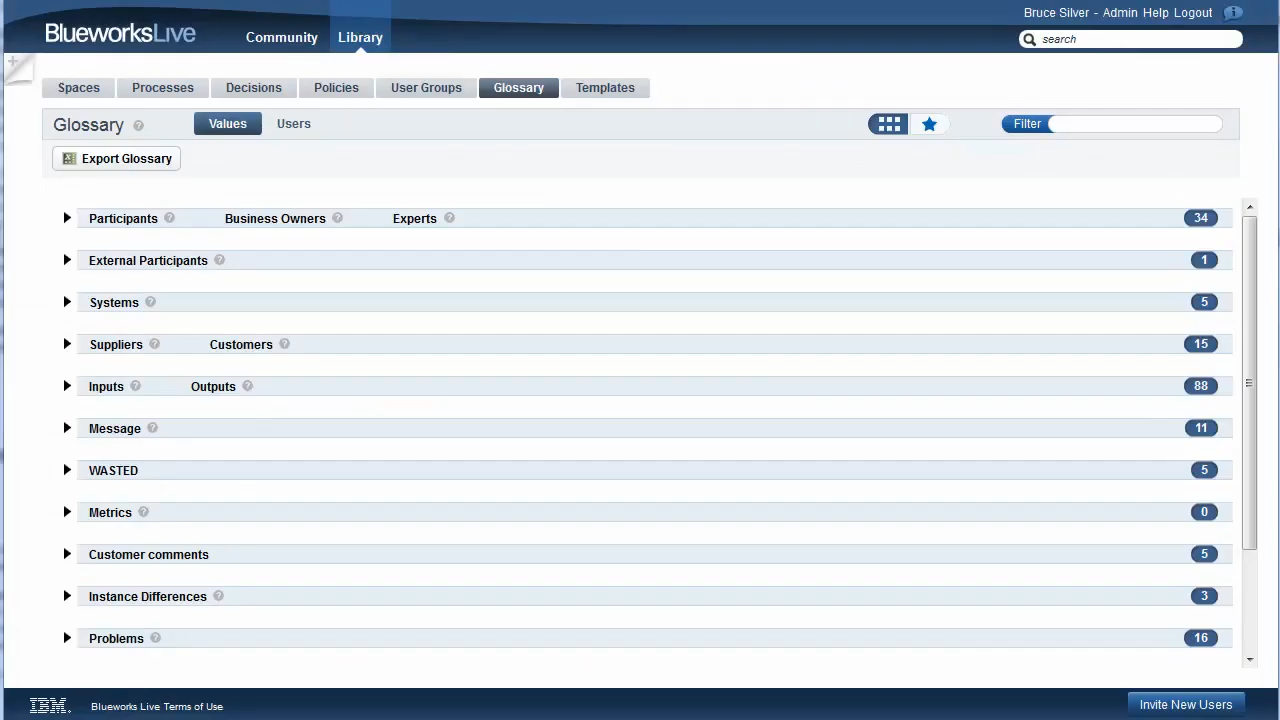 Bruce Silver - Admin Help Logout
BlueworksLive Community Library search
Spaces Processes Decisions Policies User Groups Glossary Templates
Glossary ? Values Users Filter
Export Glossary
Participants ? Business Owners ? Experts ? 34
External Participants ? 1
Systems ? 5
Suppliers ? Customers ? 15
Inputs ? Outputs ? 88
Message ? 11
WASTED 5
Metrics ? 0
Customer comments 5
Instance Differences ? 3
Problems ? 16
IBM. Blueworks Live Terms of Use Invite New Users